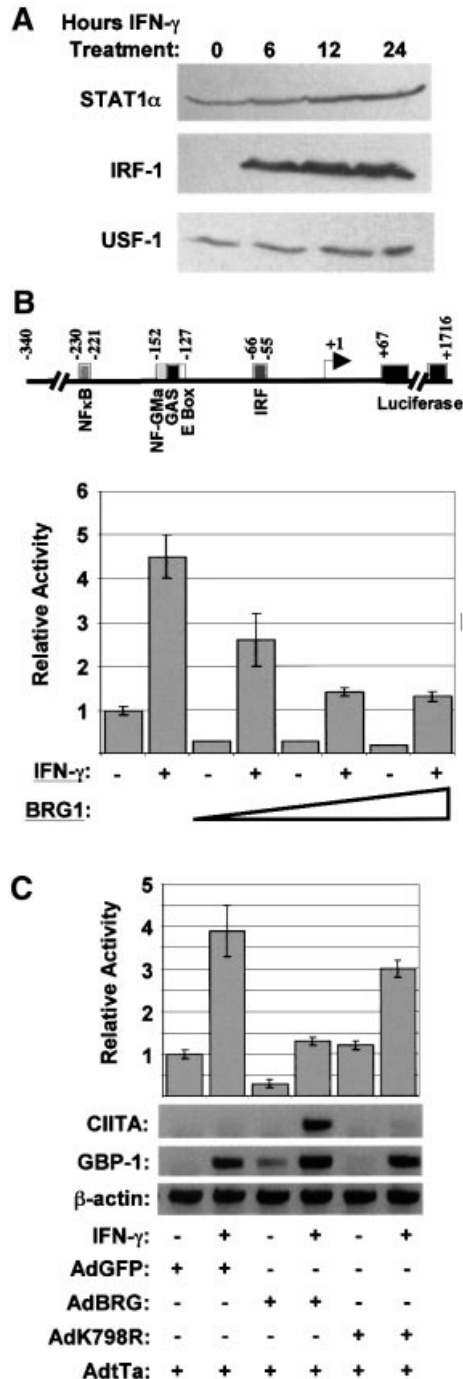 A
Hours IFN-γ
Treatment: 0 6 12 24
STAT1α
IRF-1
USF-1
B
-340 -230 -221 -152 -127 -66 -55 +1 +67 +1716
NFκB NF-GMa GAS E Box IRF Luciferase
Relative Activity
6
5
4
3
2
1
IFN-γ: - + - + - + - +
BRG1:
C
Relative Activity
5
4
3
2
1
CIITA:
GBP-1:
β-actin:
IFN-γ: - + - + - +
AdGFP: + + - - - -
AdBRG: - - + + - -
AdK798R: - - - - + +
AdtTa: + + + + + +